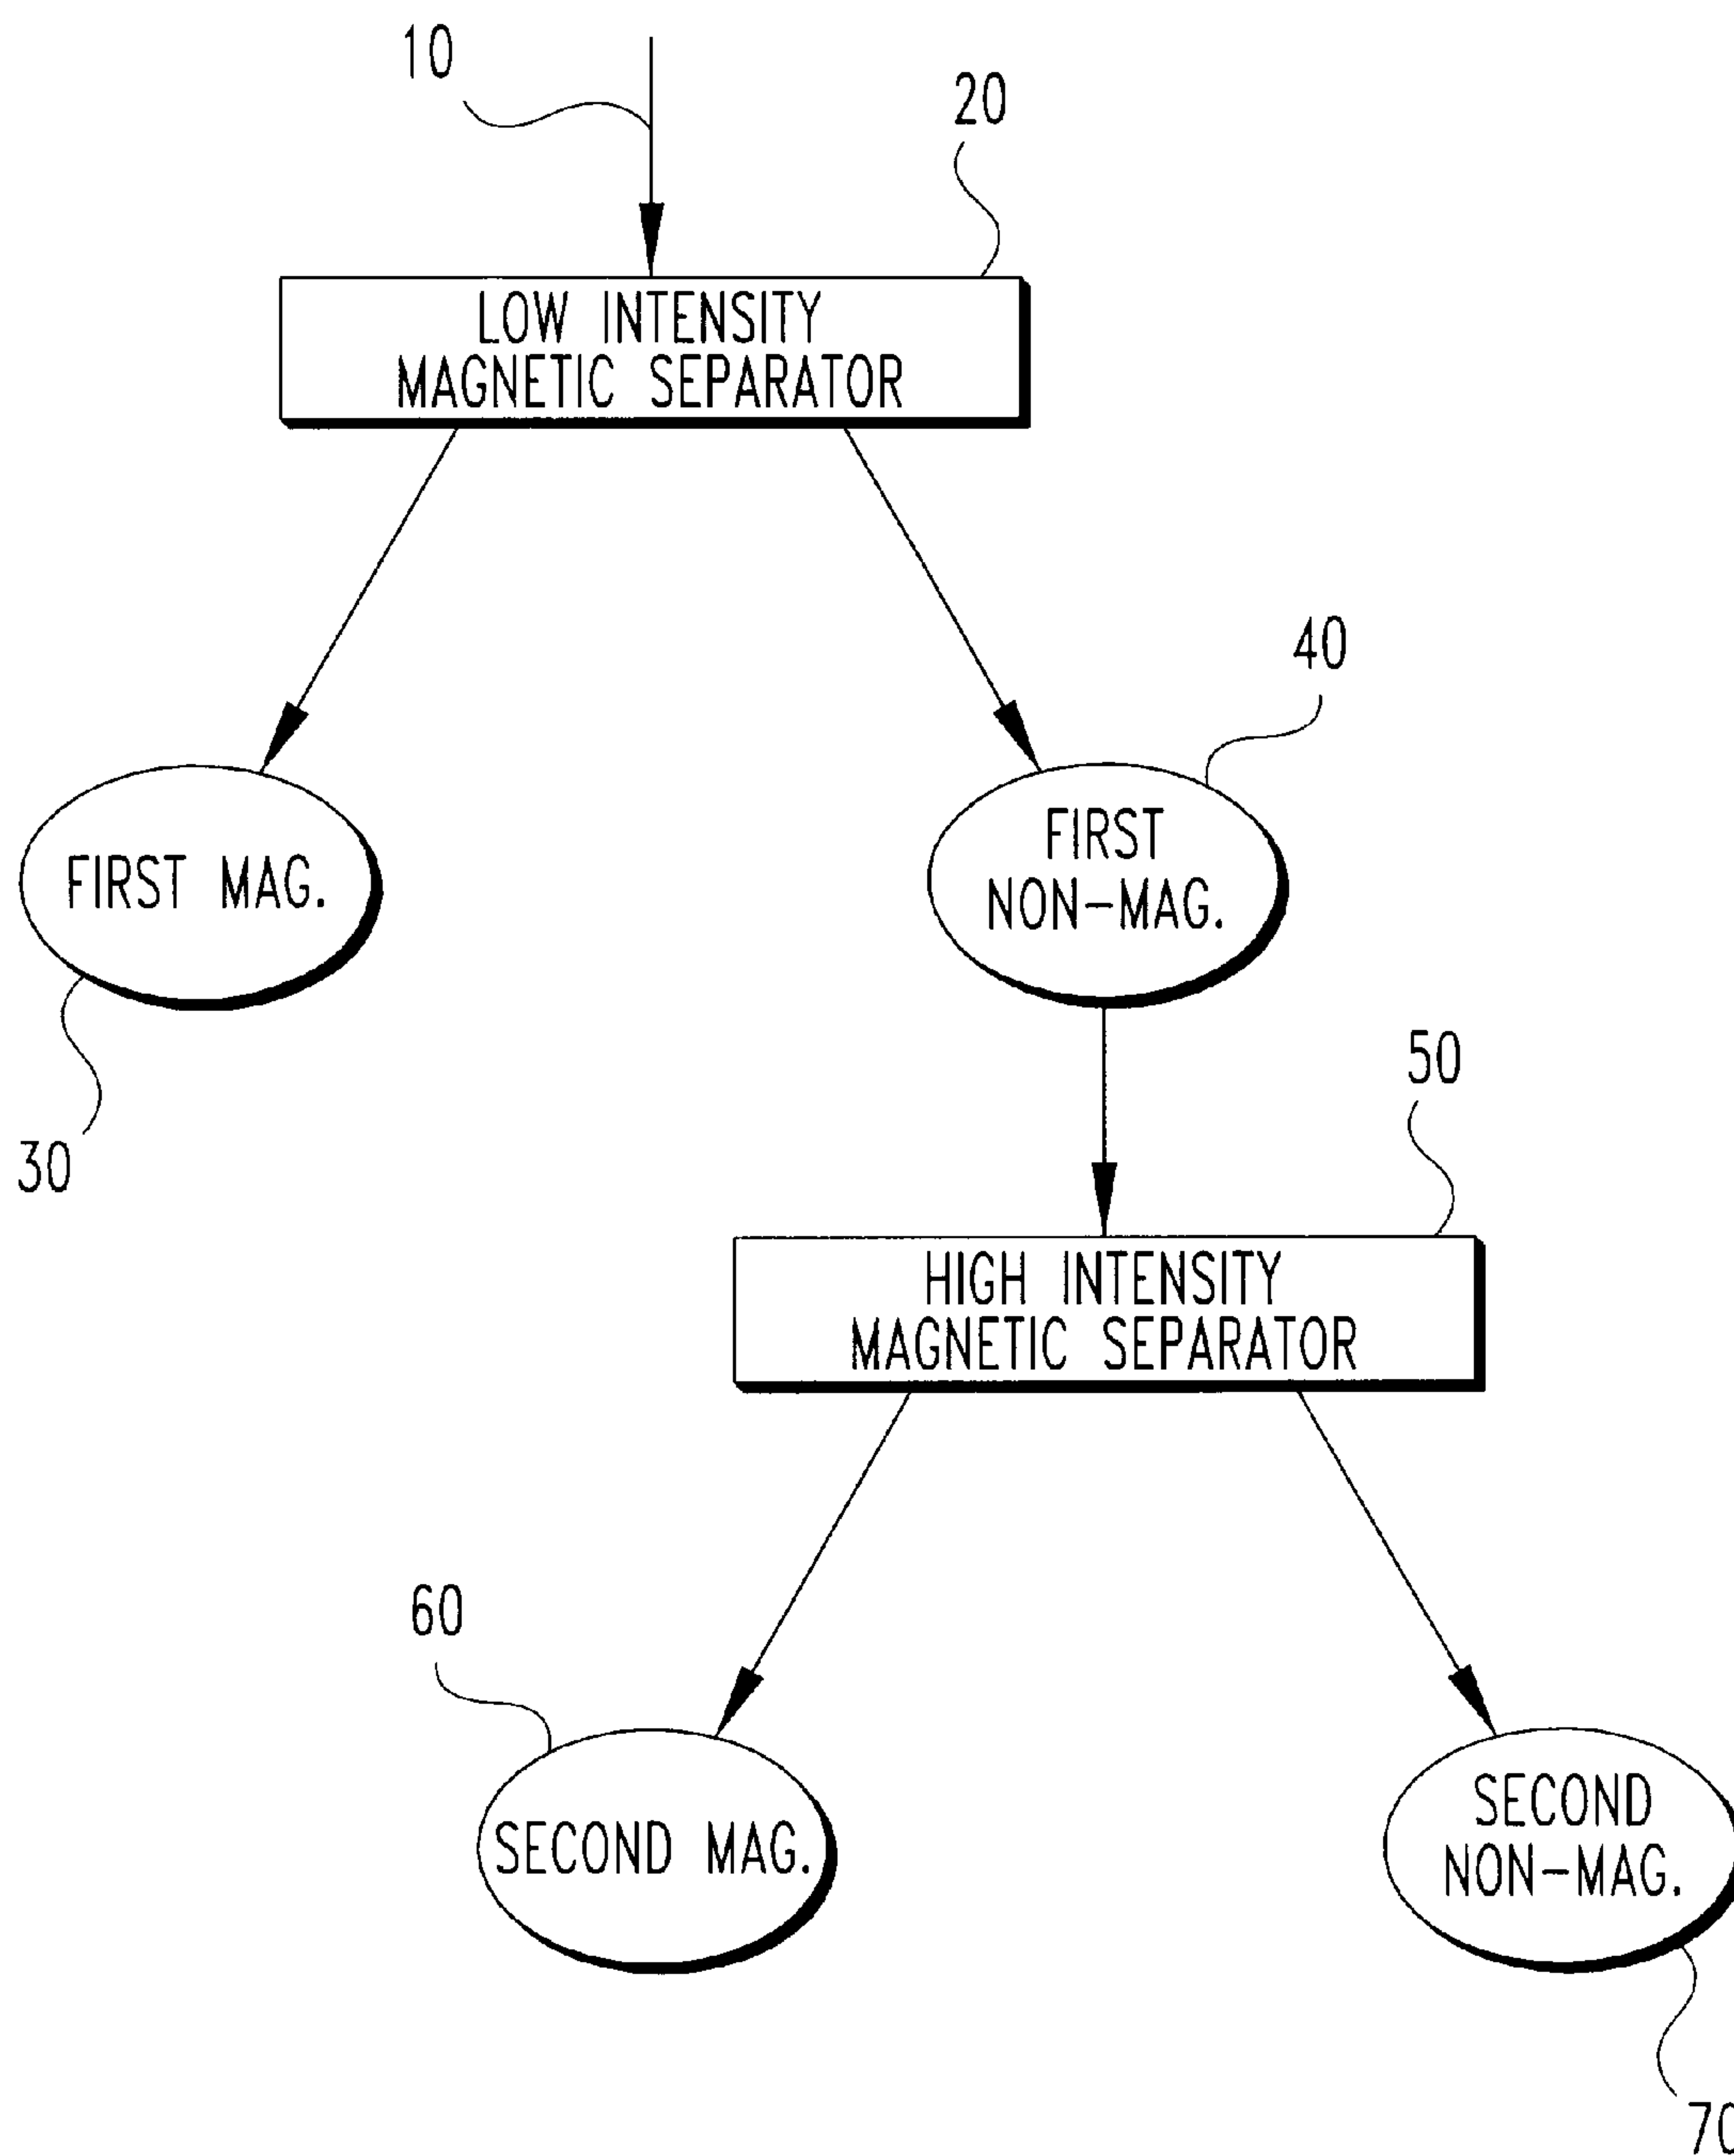 10
20
LOW INTENSITY
MAGNETIC SEPARATOR
40
FIRST MAG.
FIRST
NON-MAG.
30
50
HIGH INTENSITY
MAGNETIC SEPARATOR
60
SECOND MAG.
SECOND
NON-MAG.
70